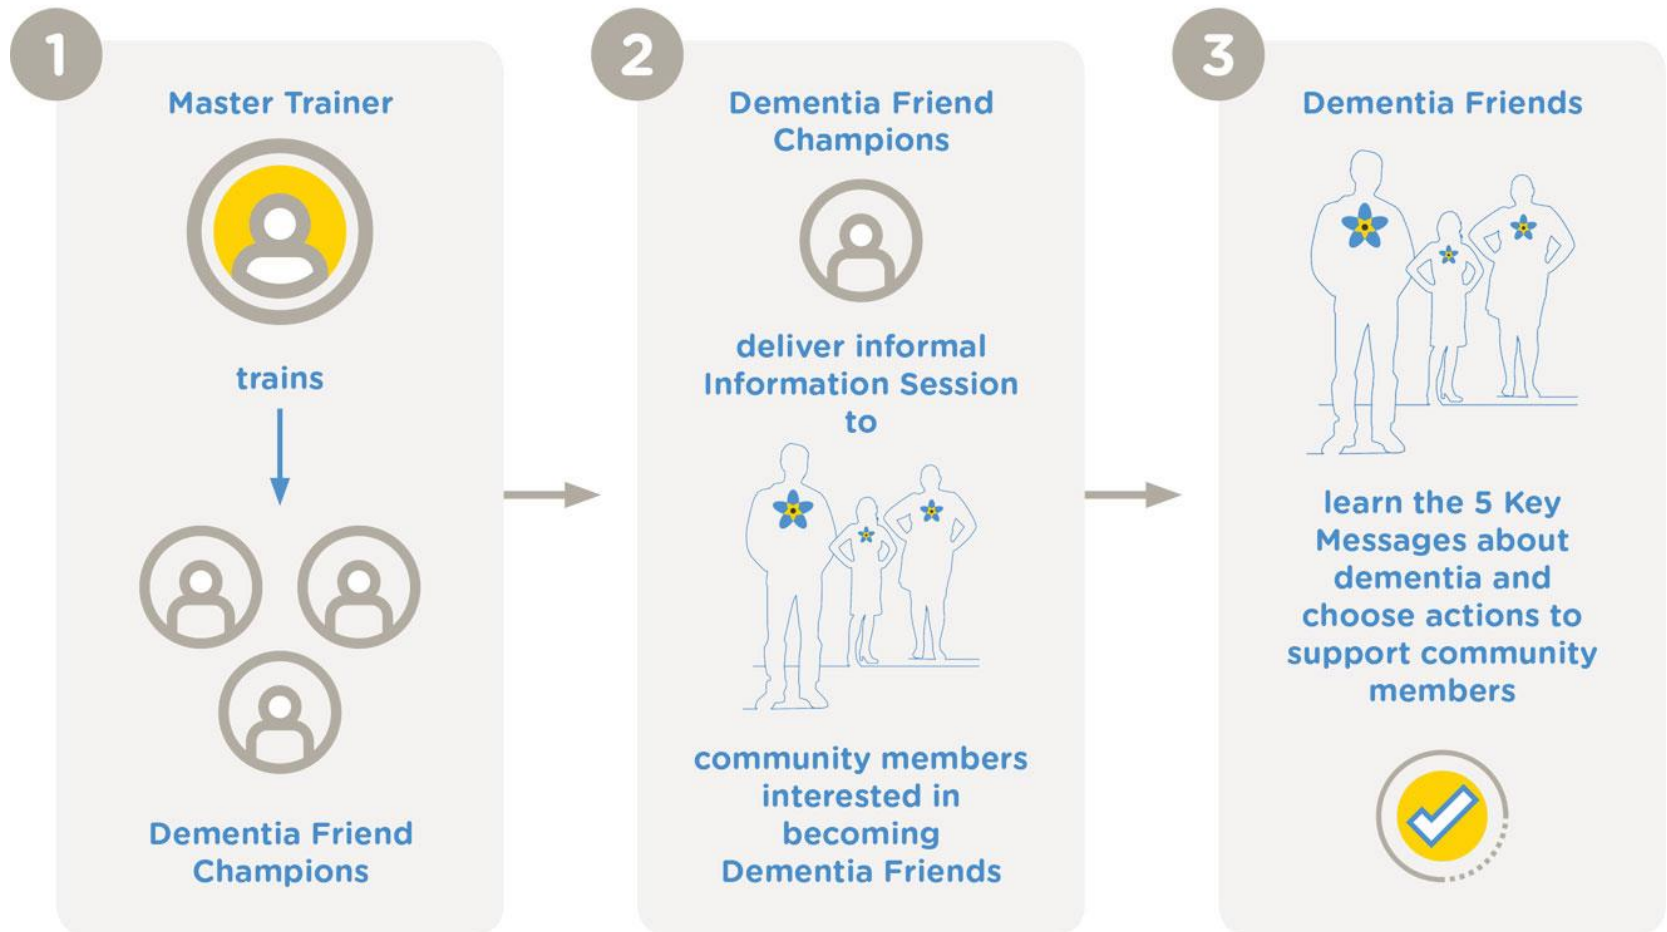 1
Master Trainer
trains
Dementia Friend
Champions
2
Dementia Friend
Champions
deliver informal
Information Session
to
community members
interested in
becoming
Dementia Friends
3
Dementia Friends
learn the 5 Key
Messages about
dementia and
choose actions to
support community
members